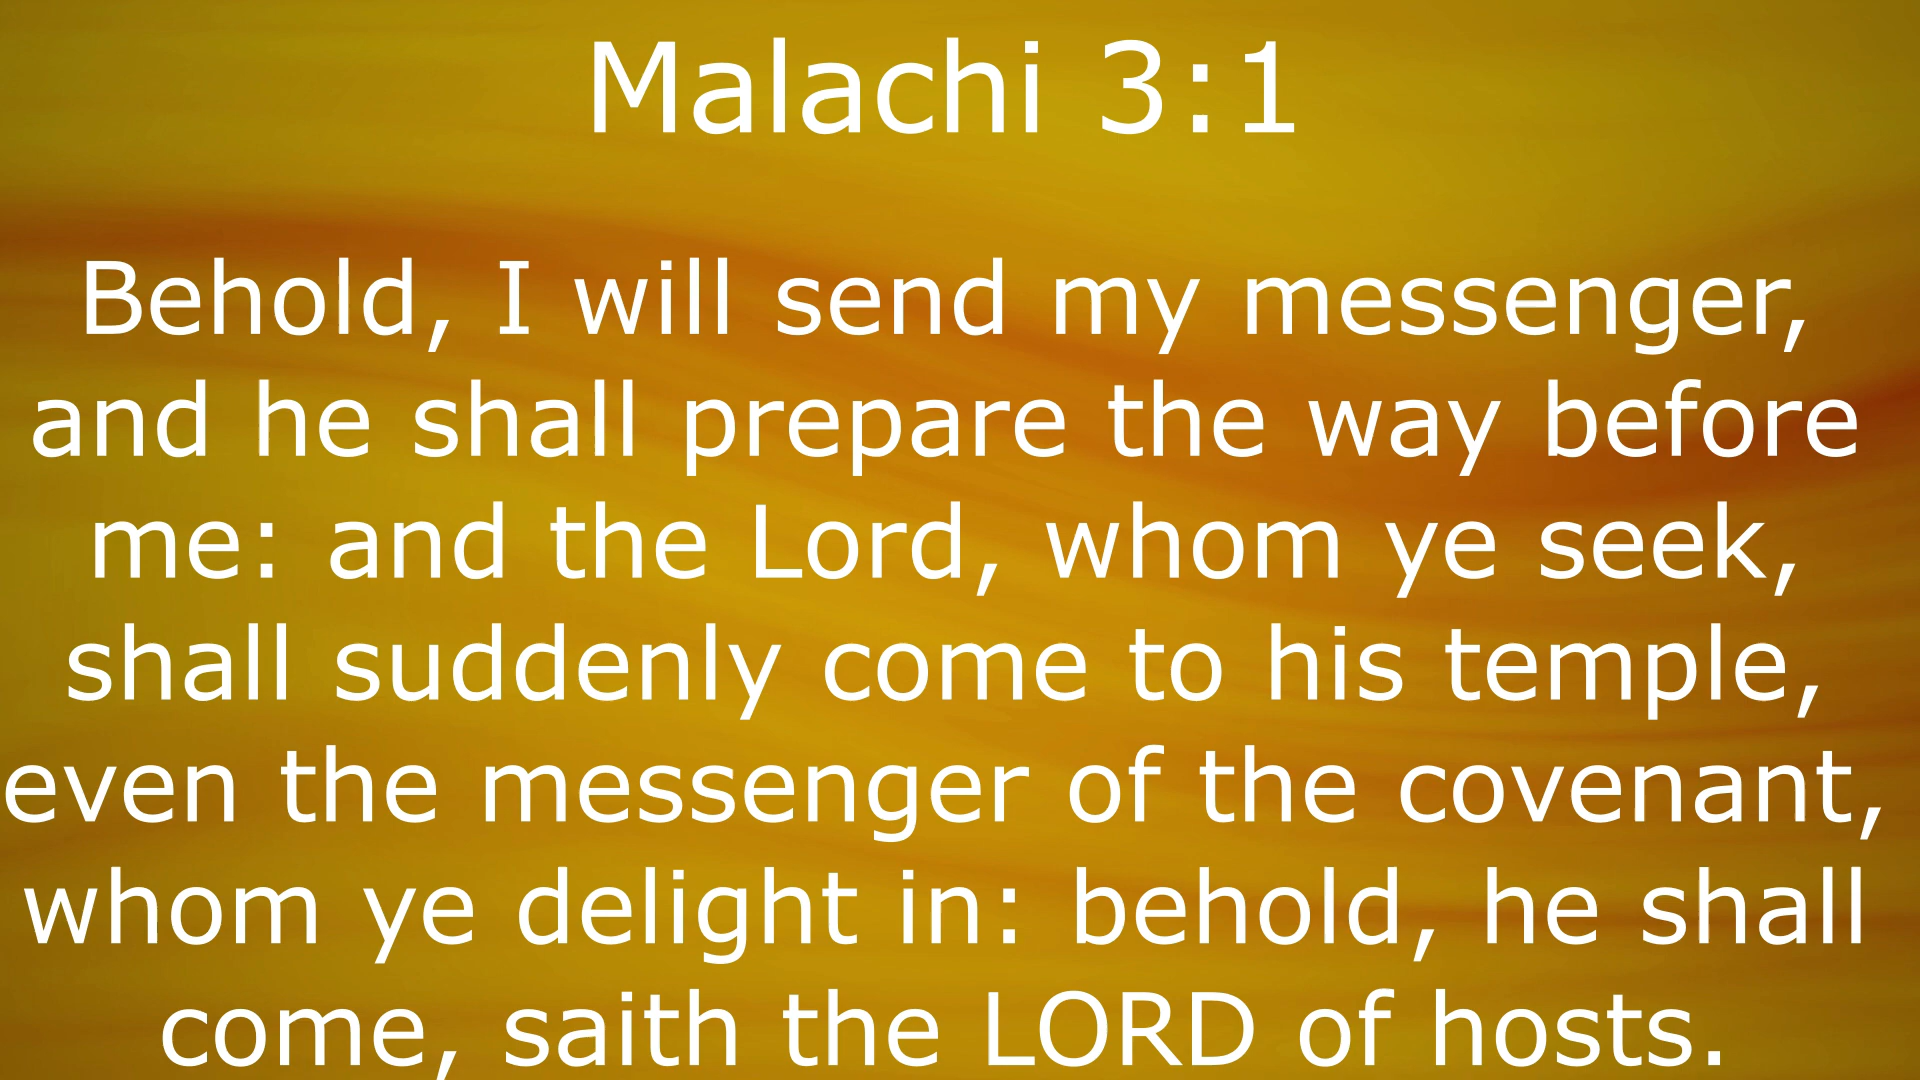 Malachi 3:1
Behold, I will send my messenger,
and he shall prepare the way before
me: and the Lord, whom ye seek,
shall suddenly come to his temple,
even the messenger of the covenant,
whom ye delight in: behold, he shall
come, saith the LORD of hosts.